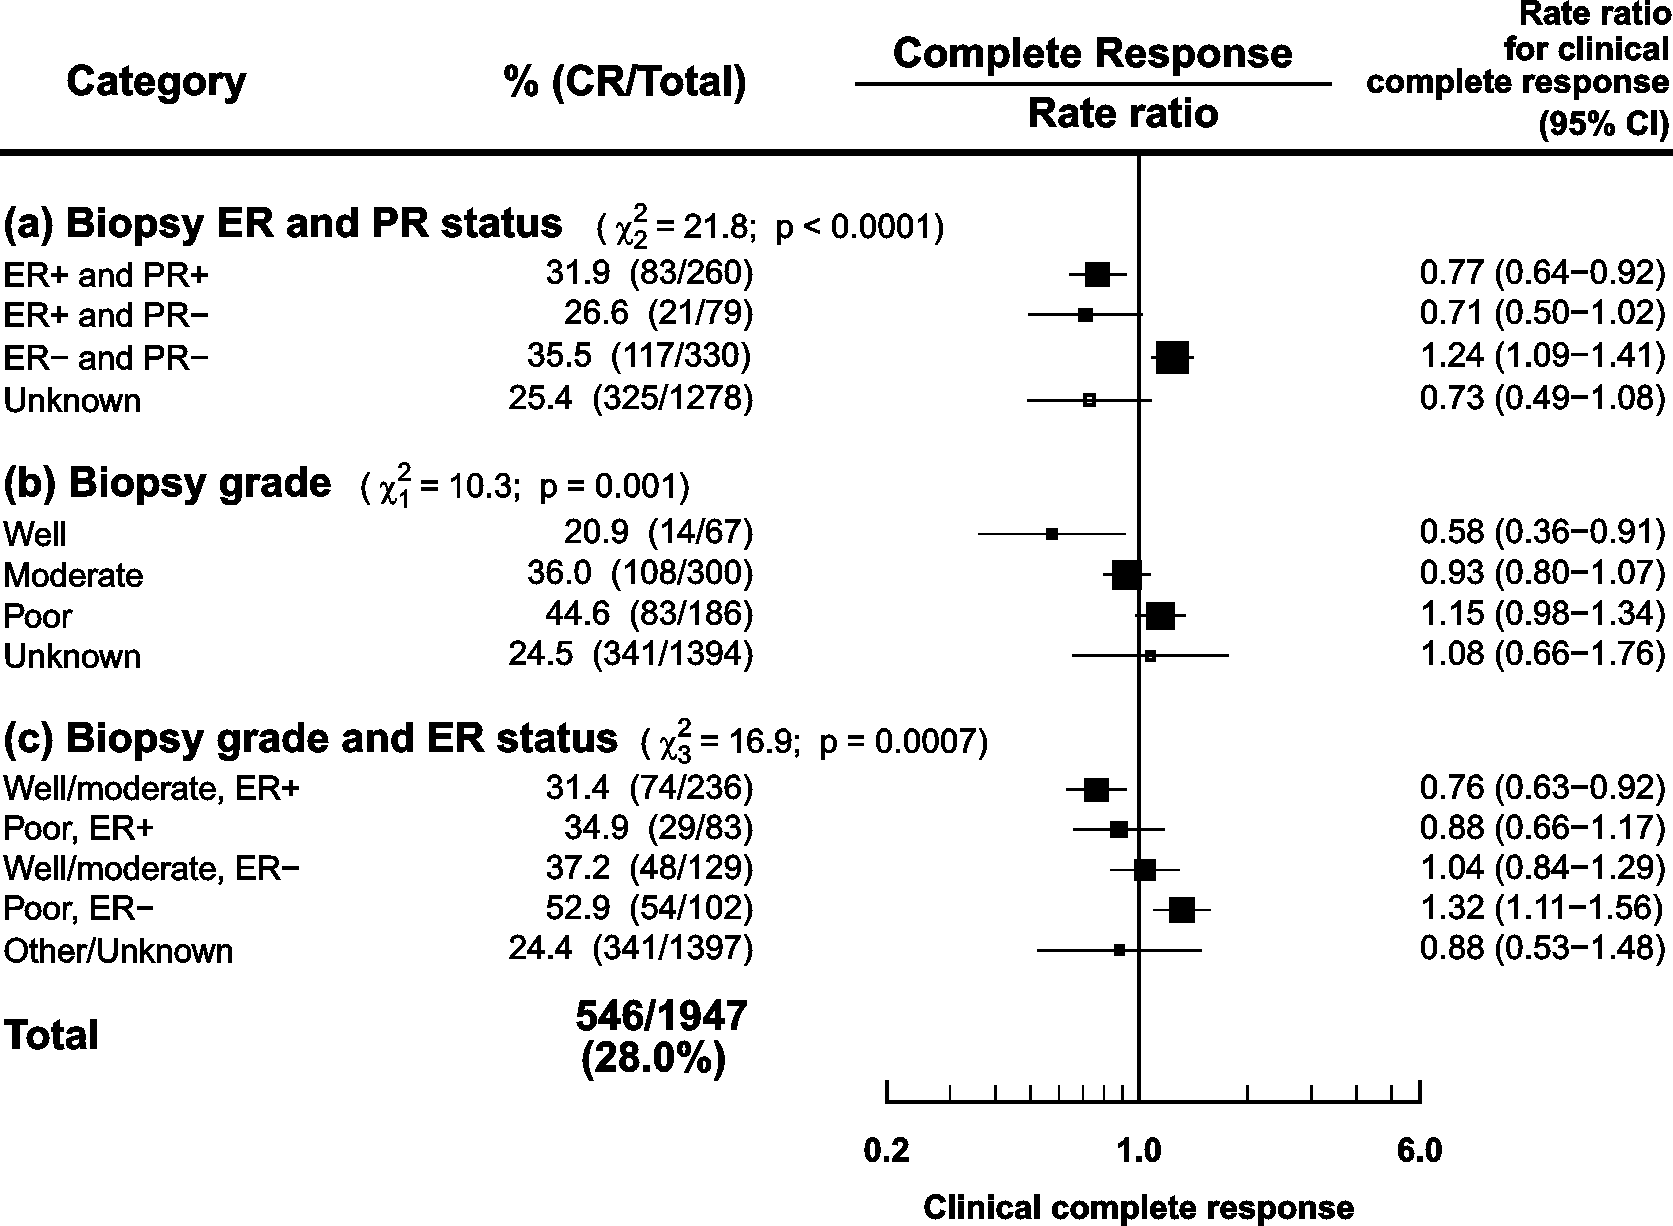 Category % (CR/Total) Complete Response Rate ratio Rate ratio for clinical complete response (95% CI)
(a) Biopsy ER and PR status ( χ²₂ = 21.8; p < 0.0001)
ER+ and PR+ 31.9 (83/260) 0.77 (0.64−0.92)
ER+ and PR− 26.6 (21/79) 0.71 (0.50−1.02)
ER− and PR− 35.5 (117/330) 1.24 (1.09−1.41)
Unknown 25.4 (325/1278) 0.73 (0.49−1.08)
(b) Biopsy grade ( χ²₁ = 10.3; p = 0.001)
Well 20.9 (14/67) 0.58 (0.36−0.91)
Moderate 36.0 (108/300) 0.93 (0.80−1.07)
Poor 44.6 (83/186) 1.15 (0.98−1.34)
Unknown 24.5 (341/1394) 1.08 (0.66−1.76)
(c) Biopsy grade and ER status ( χ²₃ = 16.9; p = 0.0007)
Well/moderate, ER+ 31.4 (74/236) 0.76 (0.63−0.92)
Poor, ER+ 34.9 (29/83) 0.88 (0.66−1.17)
Well/moderate, ER− 37.2 (48/129) 1.04 (0.84−1.29)
Poor, ER− 52.9 (54/102) 1.32 (1.11−1.56)
Other/Unknown 24.4 (341/1397) 0.88 (0.53−1.48)
Total 546/1947
(28.0%)
0.2 1.0 6.0
Clinical complete response